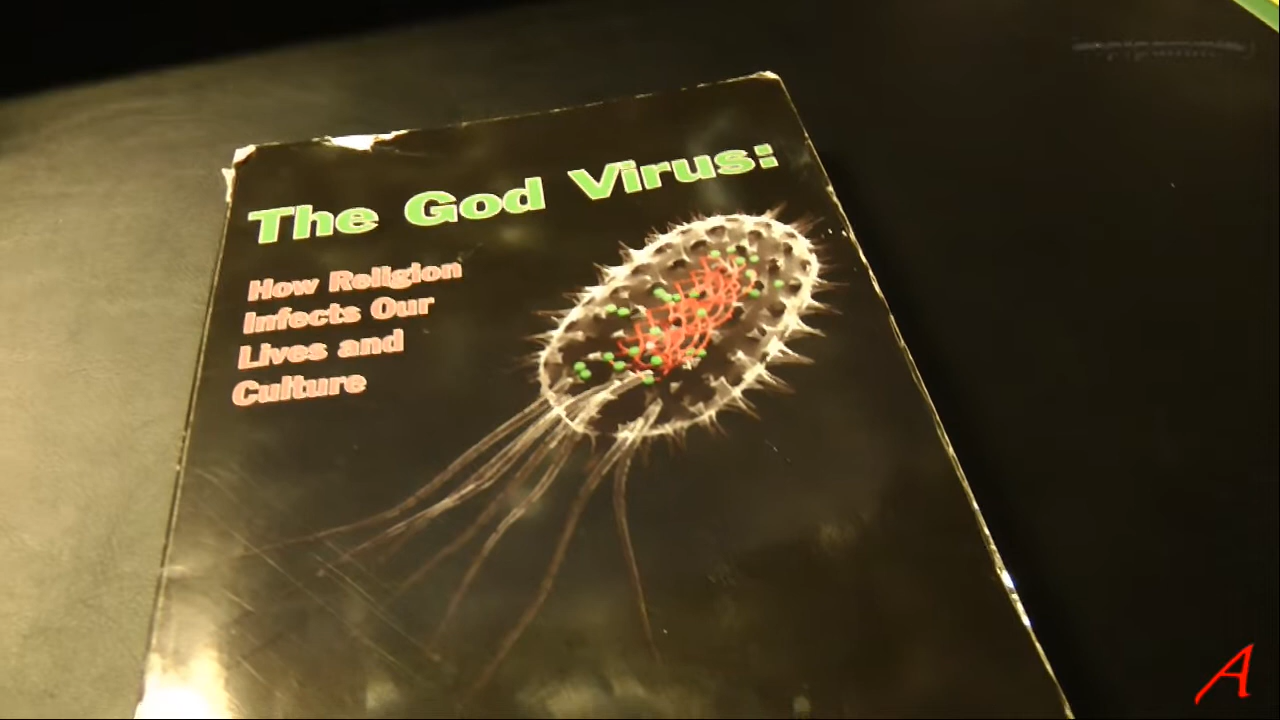 The God Virus:
How Religion
Infects Our
Lives and
Culture
A